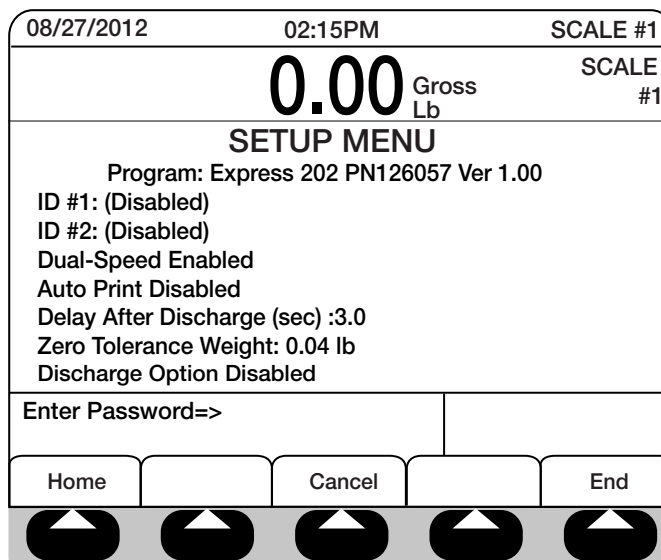 08/27/2012 02:15PM SCALE #1
0.00 Gross Lb
SCALE #1
SETUP MENU
Program: Express 202 PN126057 Ver 1.00
ID #1: (Disabled)
ID #2: (Disabled)
Dual-Speed Enabled
Auto Print Disabled
Delay After Discharge (sec) :3.0
Zero Tolerance Weight: 0.04 lb
Discharge Option Disabled
Enter Password=>
Home Cancel End